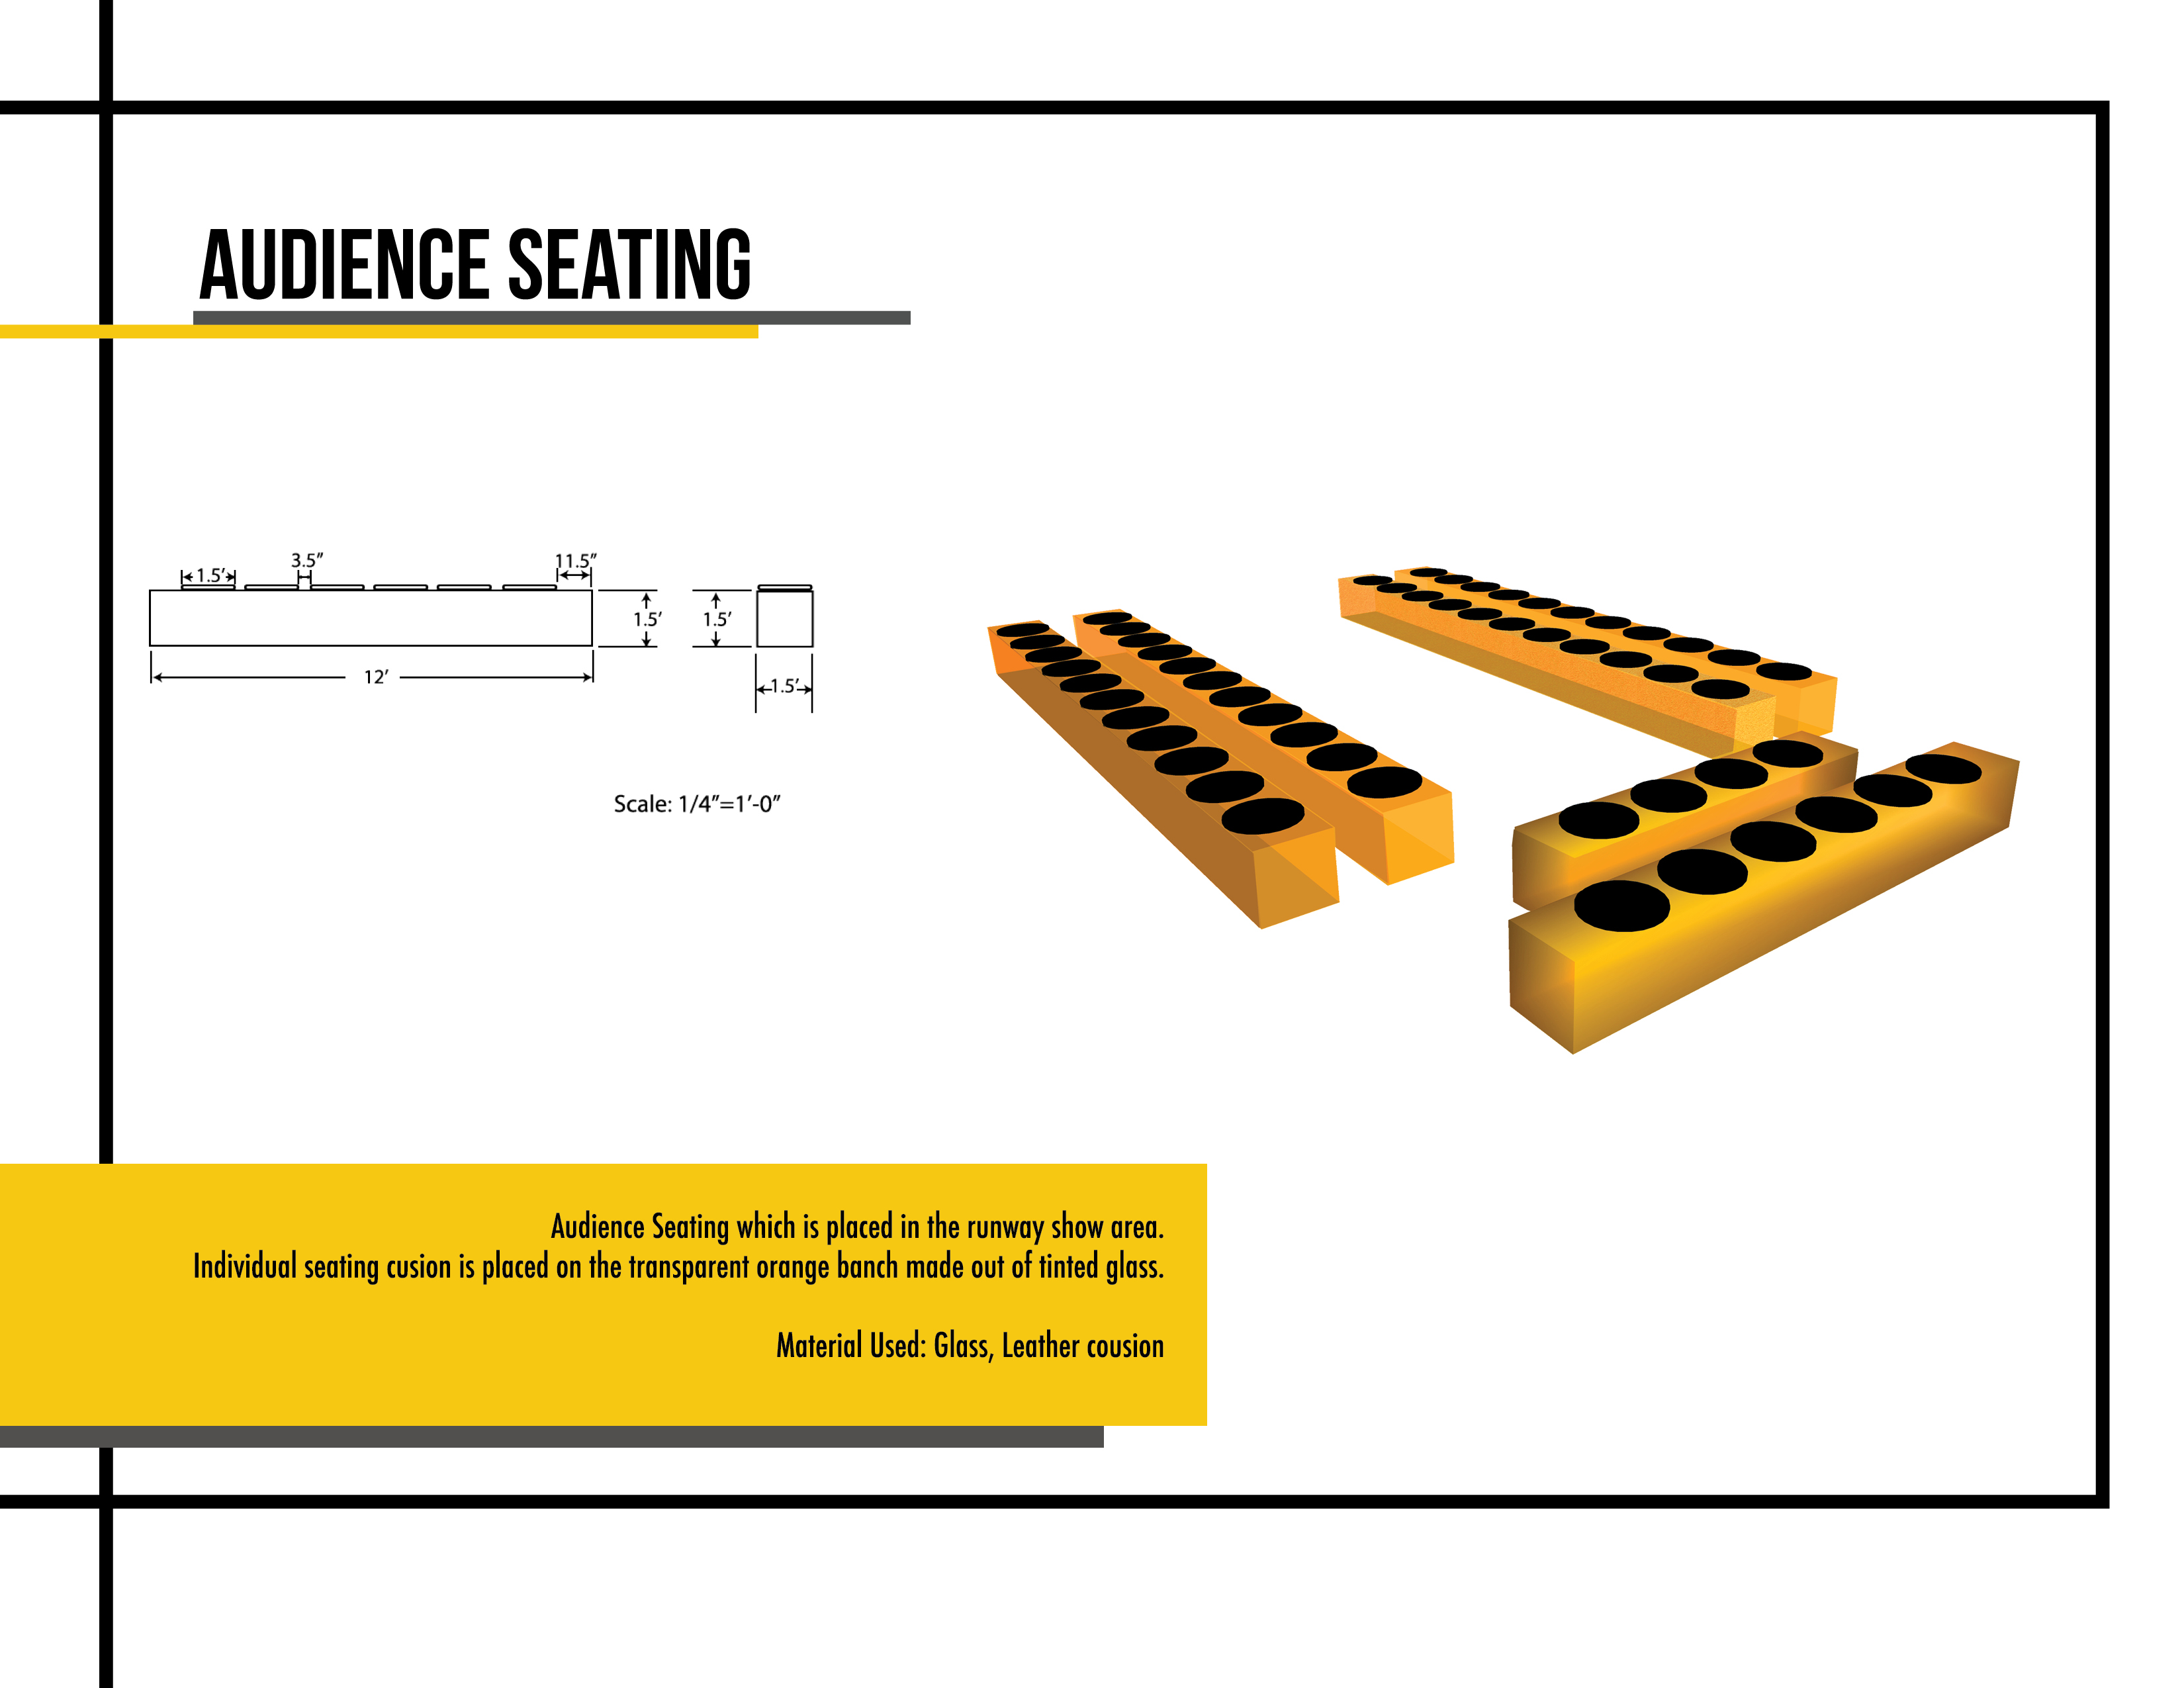 AUDIENCE SEATING
1.5’
3.5”
11.5”
1.5’
1.5’
12’
1.5’
Scale: 1/4”=1’-0”
Audience Seating which is placed in the runway show area.
Individual seating cusion is placed on the transparent orange banch made out of tinted glass.
Material Used: Glass, Leather cousion